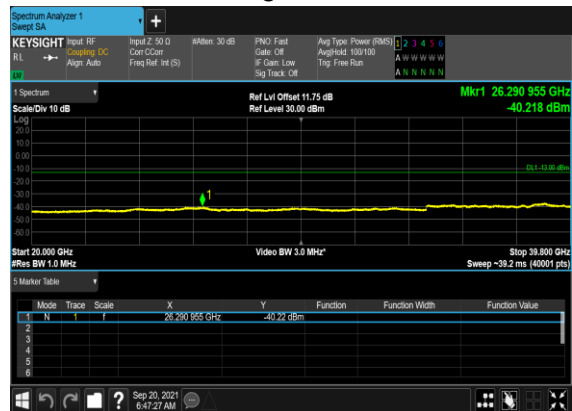 Spectrum Analyzer 1
Swept SA
KEYSIGHT Input: RF Input Z: 50 Ω #Atten: 30 dB PNO: Fast Avg Type: Power (RMS) 1 2 3 4 5 6
RL Coupling: DC Corr CCorr Gate: Off Avg|Hold: 100/100 A W W W W W
Align: Auto Freq Ref: Int (S) IF Gain: Low Trig: Free Run
Sig Track: Off A N N N N N
1 Spectrum
Ref Lvl Offset 11.75 dB Mkr1 26.290 955 GHz
Scale/Div 10 dB Ref Level 30.00 dBm -40.218 dBm
Log
20.0
10.0
0.00
-10.0 DL1 -13.00 dBm
-20.0
-30.0
1
-40.0
-50.0
-60.0
Start 20.000 GHz Video BW 3.0 MHz* Stop 39.800 GHz
#Res BW 1.0 MHz Sweep ~39.2 ms (40001 pts)
5 Marker Table
Mode Trace Scale X Y Function Function Width Function Value
1 N 1 f 26.290 955 GHz -40.22 dBm
2
3
4
5
6
? Sep 20, 2021
6:47:27 AM